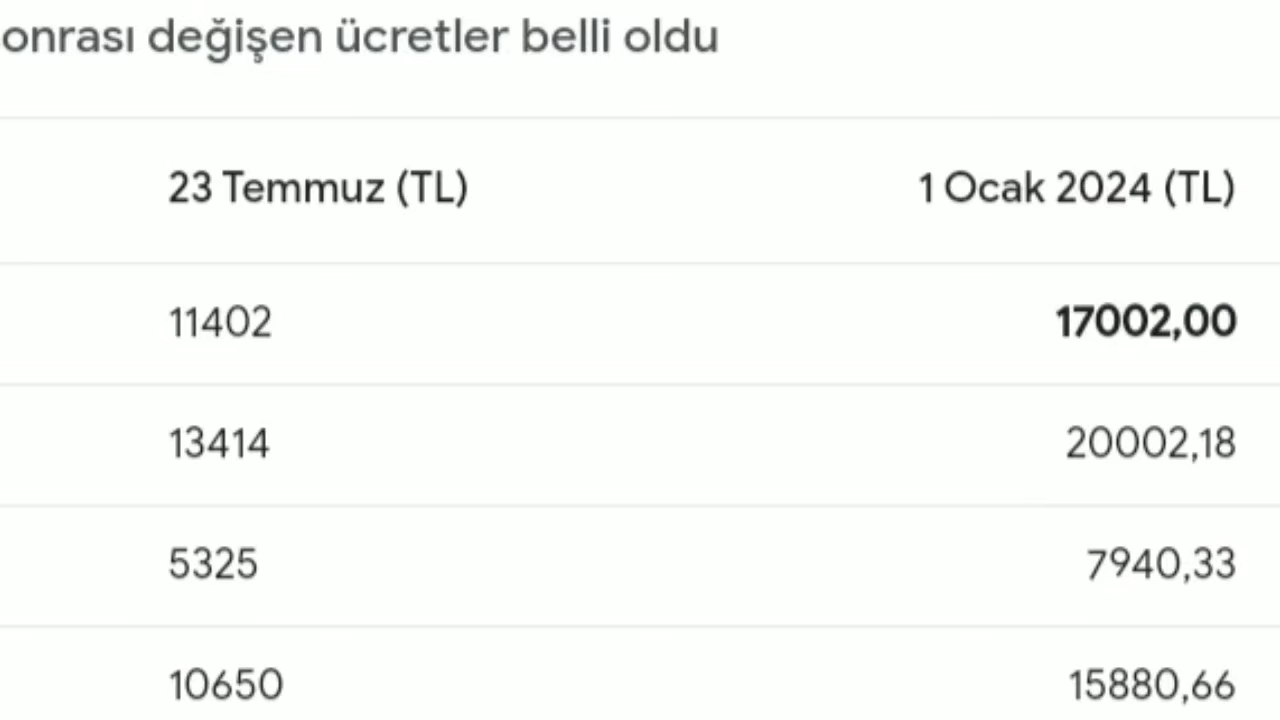 onrası değişen ücretler belli oldu
23 Temmuz (TL) 1 Ocak 2024 (TL)
11402 17002,00
13414 20002,18
5325 7940,33
10650 15880,66